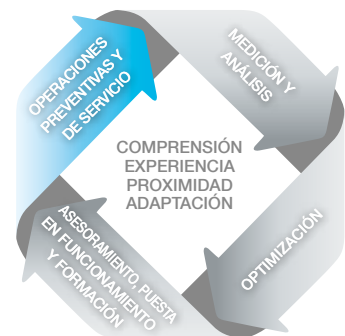 OPERACIONES
PREVENTIVAS Y
DE SERVICIO
MEDICIÓN Y
ANÁLISIS
COMPRENSIÓN
EXPERIENCIA
PROXIMIDAD
ADAPTACIÓN
OPTIMIZACIÓN
ASESORAMIENTO, PUESTA
EN FUNCIONAMIENTO
Y FORMACIÓN